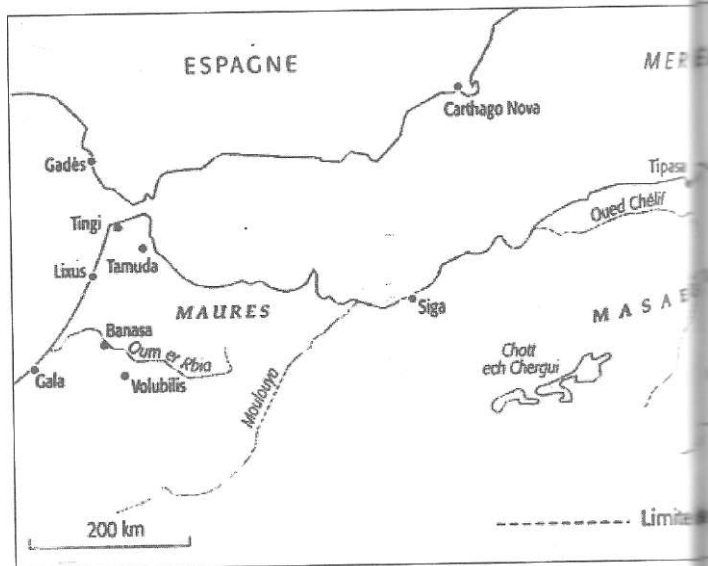 ESPAGNE
MER
Carthago Nova
Gadès
Tipasa
Oued Chélif
Tingi
Tamuda
Lixus
MAURES
Siga
MASAE
Banasa
Oum er Rbia
Chott
ech Chergui
Gala
Volubilis
Moulouya
200 km
Limite